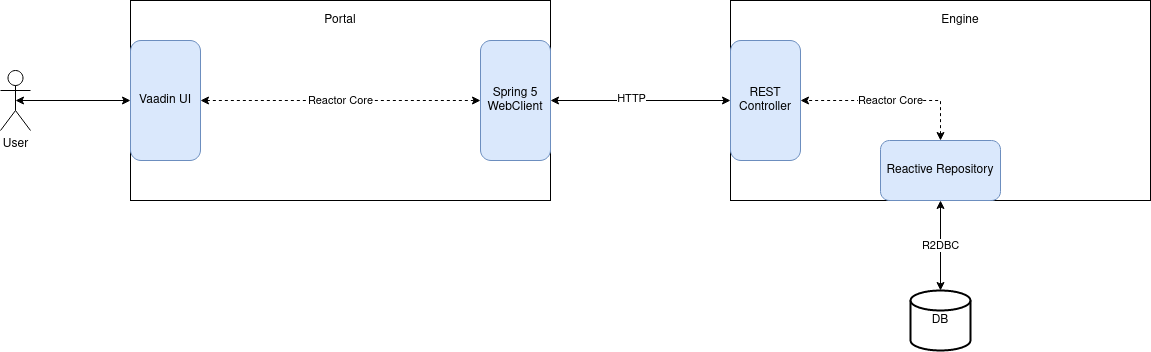 Portal
Engine
Vaadin UI
Reactor Core
Spring 5
WebClient
HTTP
REST
Controller
Reactor Core
User
Reactive Repository
R2DBC
DB